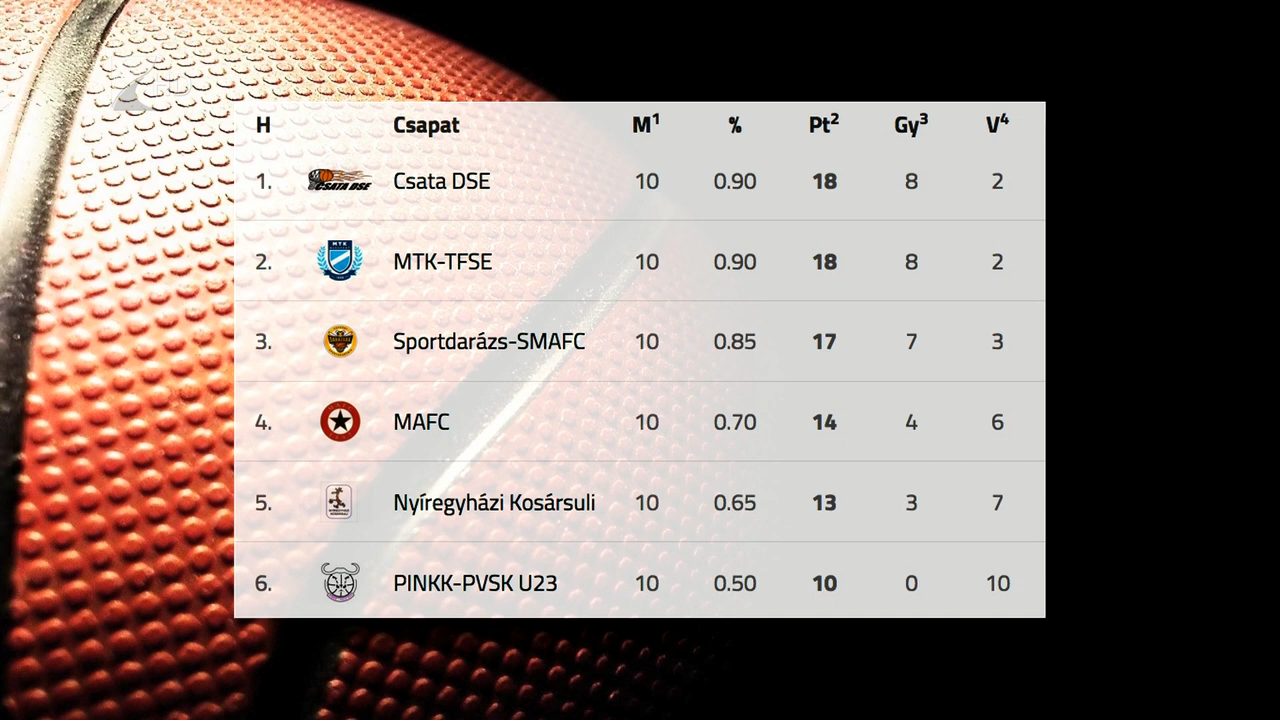 HD
H Csapat M¹ % Pt² Gy³ V⁴
1. CSATA DSE Csata DSE 10 0.90 18 8 2
2. MTK MTK-TFSE 10 0.90 18 8 2
3. Sportdarázs-SMAFC 10 0.85 17 7 3
4. MAFC 10 0.70 14 4 6
5. Nyíregyházi Kosársuli 10 0.65 13 3 7
6. PINKK-PVSK U23 10 0.50 10 0 10